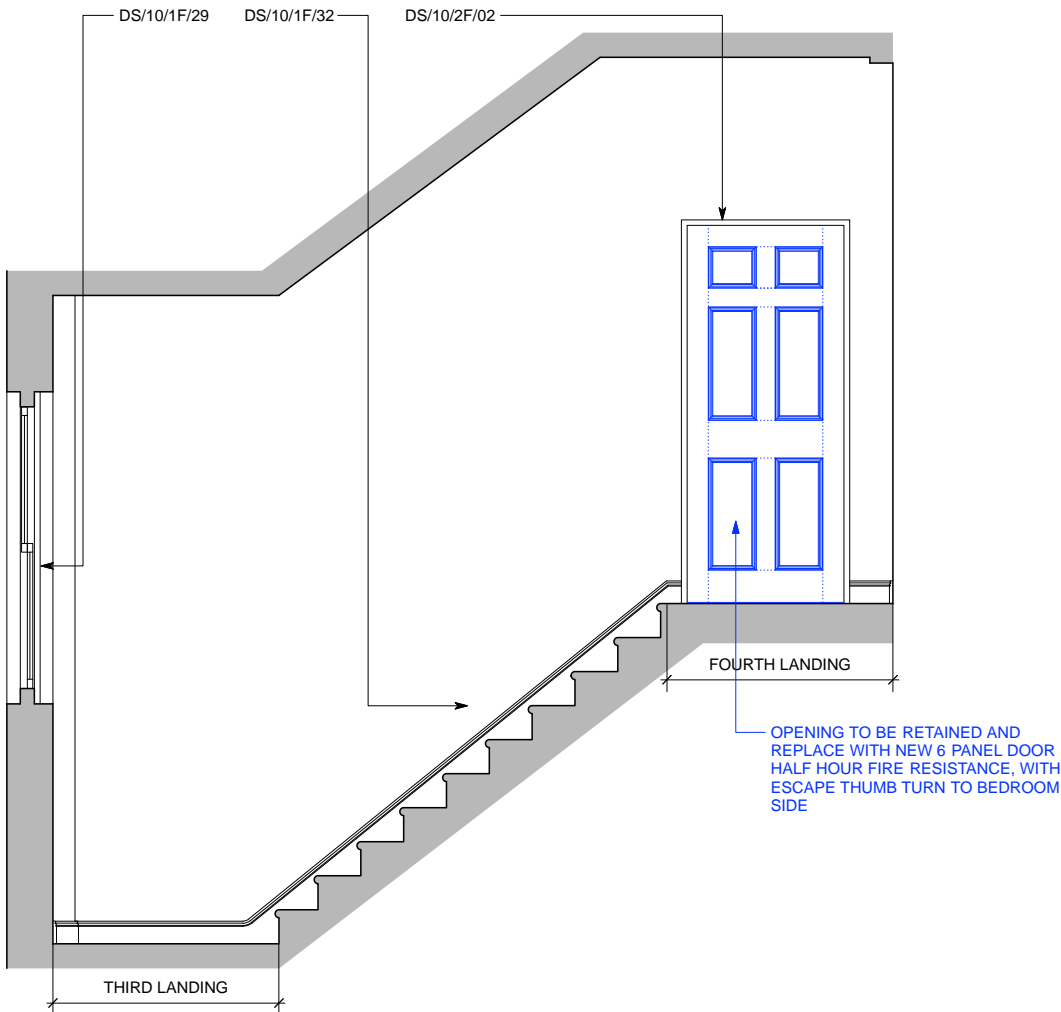 DS/10/1F/29
DS/10/1F/32
DS/10/2F/02
FOURTH LANDING
OPENING TO BE RETAINED AND
REPLACE WITH NEW 6 PANEL DOOR
HALF HOUR FIRE RESISTANCE, WITH
ESCAPE THUMB TURN TO BEDROOM
SIDE
THIRD LANDING